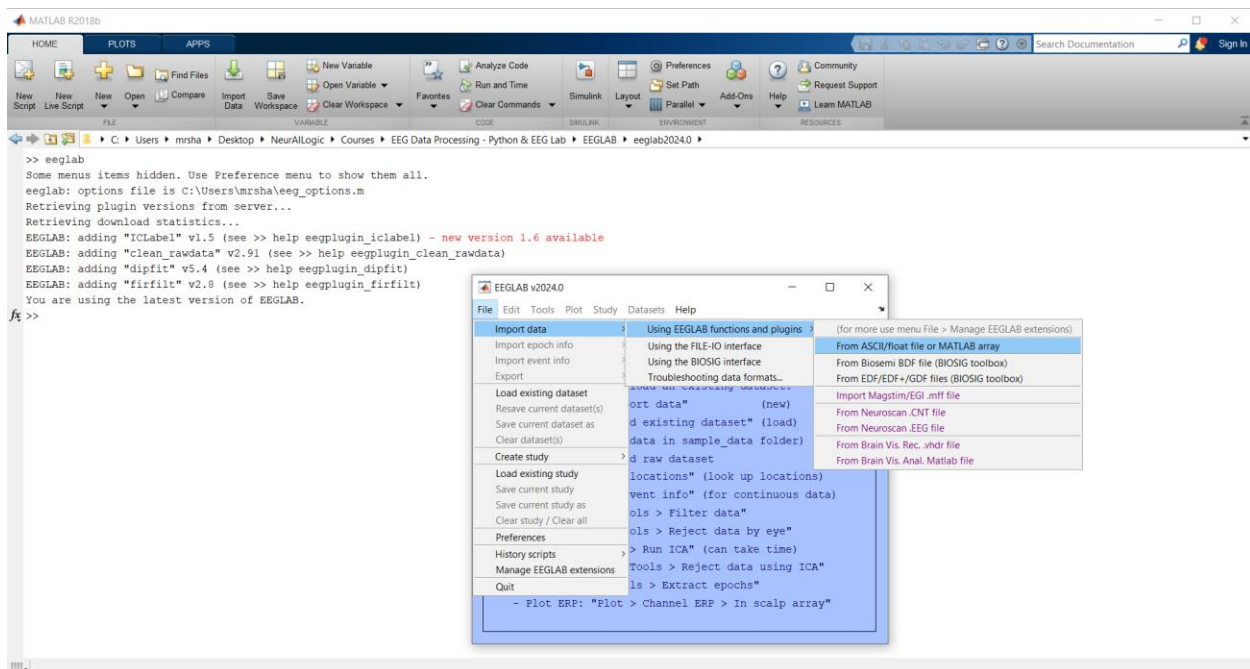 MATLAB R2018b
HOME PLOTS APPS
Search Documentation
Sign In
New Script
New Live Script
New
Open
Find Files
Compare
Import Data
Save Workspace
New Variable
Open Variable
Clear Workspace
Favorites
Analyze Code
Run and Time
Clear Commands
Simulink
Layout
Preferences
Set Path
Parallel
Add-Ons
Help
Community
Request Support
Learn MATLAB
FILE VARIABLE CODE SIMULINK ENVIRONMENT RESOURCES
C: Users mrsha Desktop NeurAILogic Courses EEG Data Processing - Python & EEG Lab EEGLAB eeglab2024.0
>> eeglab
Some menus items hidden. Use Preference menu to show them all.
eeglab: options file is C:\Users\mrsha\eeg_options.m
Retrieving plugin versions from server...
Retrieving download statistics...
EEGLAB: adding "ICLabel" v1.5 (see >> help eegplugin_iclabel) - new version 1.6 available
EEGLAB: adding "clean_rawdata" v2.91 (see >> help eegplugin_clean_rawdata)
EEGLAB: adding "dipfit" v5.4 (see >> help eegplugin_dipfit)
EEGLAB: adding "firfilt" v2.8 (see >> help eegplugin_firfilt)
You are using the latest version of EEGLAB.
fx >>
EEGLAB v2024.0
File Edit Tools Plot Study Datasets Help
Import data
Import epoch info
Import event info
Export
Load existing dataset
Resave current dataset(s)
Save current dataset as
Clear dataset(s)
Create study
Load existing study
Save current study
Save current study as
Clear study / Clear all
Preferences
History scripts
Manage EEGLAB extensions
Quit
Using EEGLAB functions and plugins
Using the FILE-IO interface
Using the BIOSIG interface
Troubleshooting data formats...
(for more use menu File > Manage EEGLAB extensions)
From ASCII/float file or MATLAB array
From Biosemi BDF file (BIOSIG toolbox)
From EDF/EDF+/GDF files (BIOSIG toolbox)
Import Magstim/EGI .mff file
From Neuroscan .CNT file
From Neuroscan .EEG file
From Brain Vis. Rec. .vhdr file
From Brain Vis. Anal. Matlab file
ort data" (new)
d existing dataset" (load)
data in sample_data folder)
d raw dataset
locations" (look up locations)
vent info" (for continuous data)
ols > Filter data"
ols > Reject data by eye"
> Run ICA" (can take time)
Tools > Reject data using ICA"
ls > Extract epochs"
- Plot ERP: "Plot > Channel ERP > In scalp array"